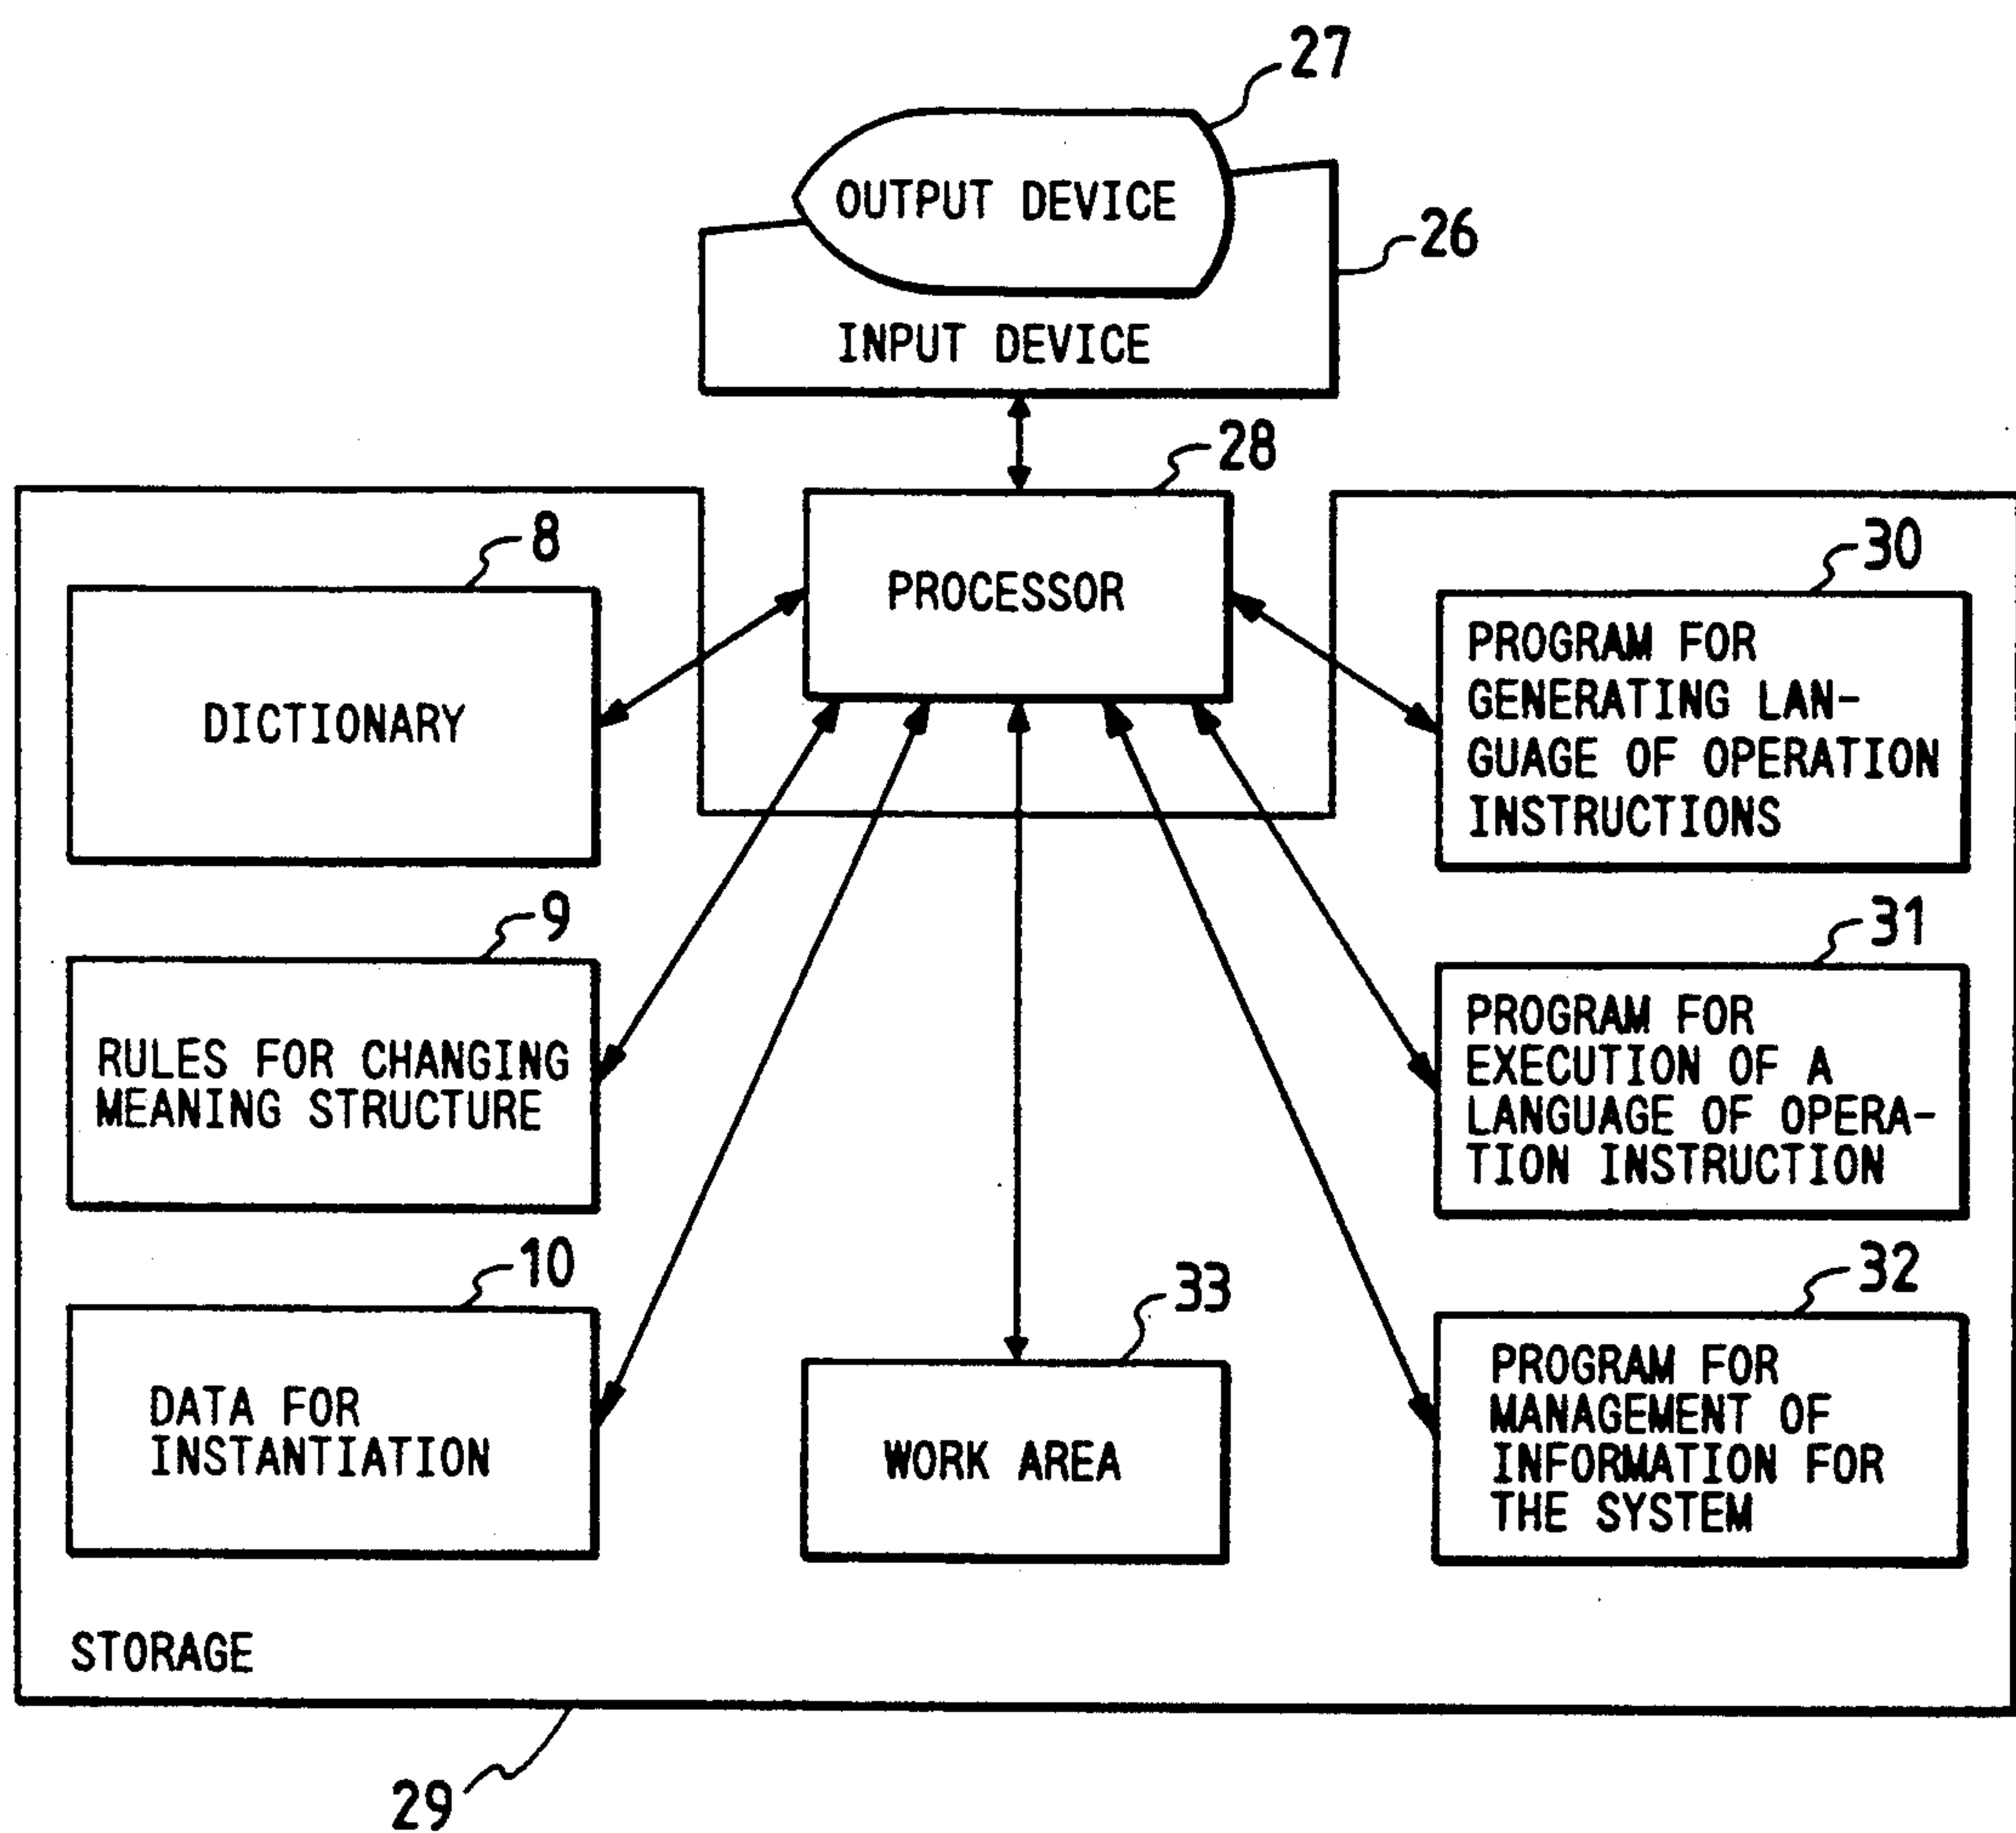 27
OUTPUT DEVICE
26
INPUT DEVICE
28
PROCESSOR
8
DICTIONARY
30
PROGRAM FOR
GENERATING LAN-
GUAGE OF OPERATION
INSTRUCTIONS
9
RULES FOR CHANGING
MEANING STRUCTURE
31
PROGRAM FOR
EXECUTION OF A
LANGUAGE OF OPERA-
TION INSTRUCTION
10
DATA FOR
INSTANTIATION
33
WORK AREA
32
PROGRAM FOR
MANAGEMENT OF
INFORMATION FOR
THE SYSTEM
STORAGE
29